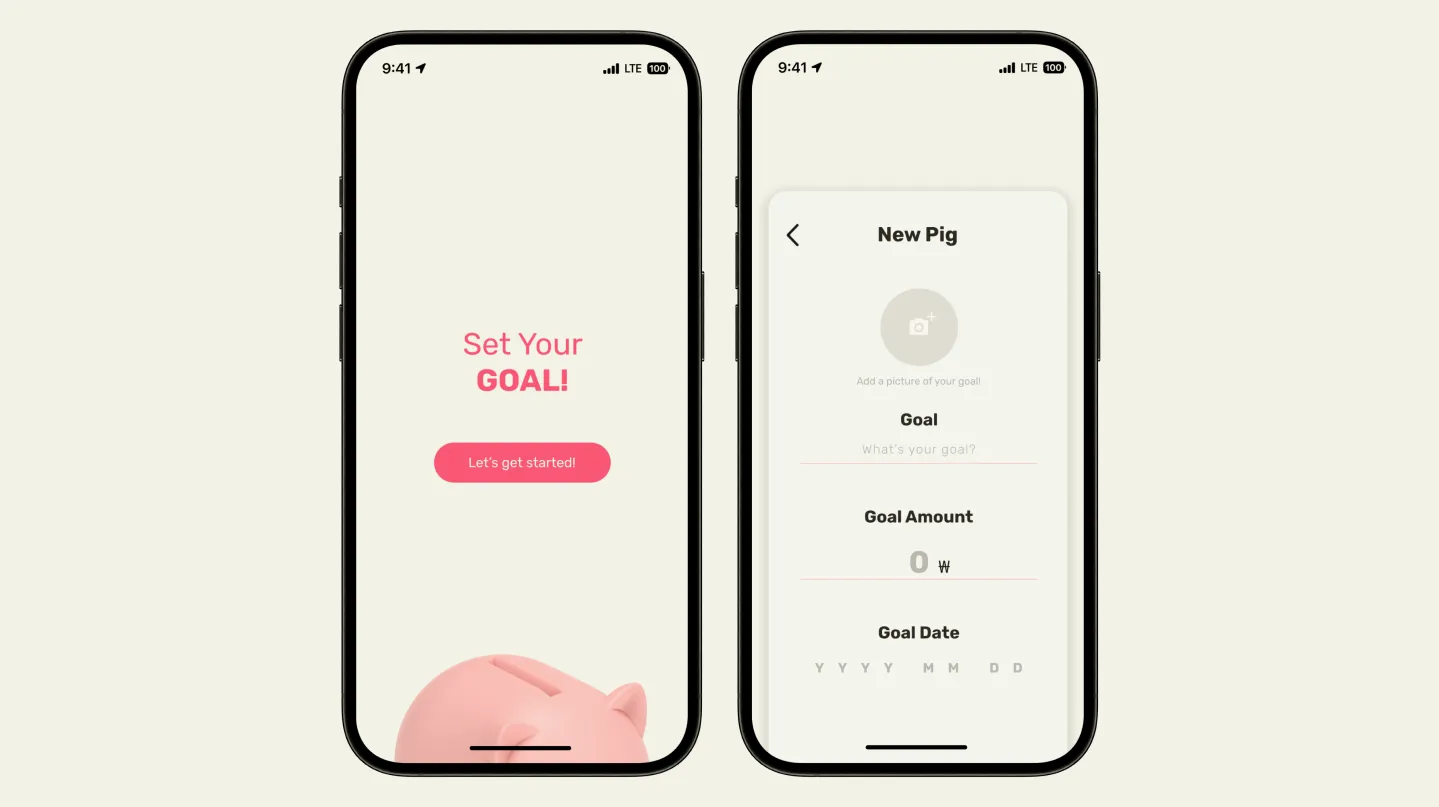 9:41
LTE 100
Set Your
GOAL!
Let's get started!
9:41
LTE 100
New Pig
Add a picture of your goal!
Goal
What's your goal?
Goal Amount
0 ₩
Goal Date
Y Y Y Y M M D D